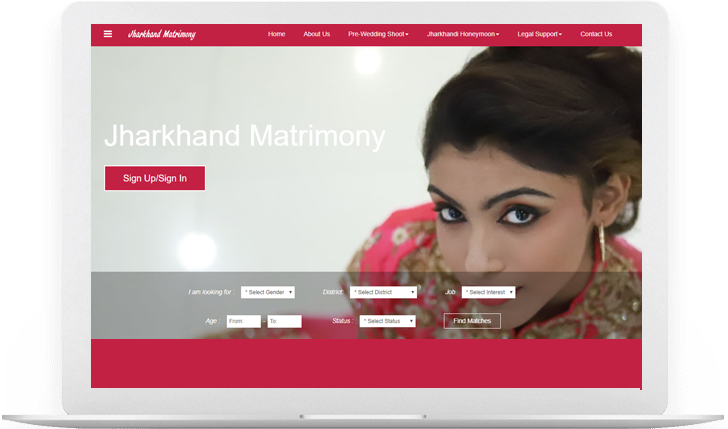 Jharkhand Matrimony Home About Us Pre-Wedding Shoot Jharkhandi Honeymoon Legal Support Contact Us
Jharkhand Matrimony
Sign Up/Sign In
I am looking for : * Select Gender District: * Select District Job * Select Interest
Age : From - To Status : * Select Status Find Matches